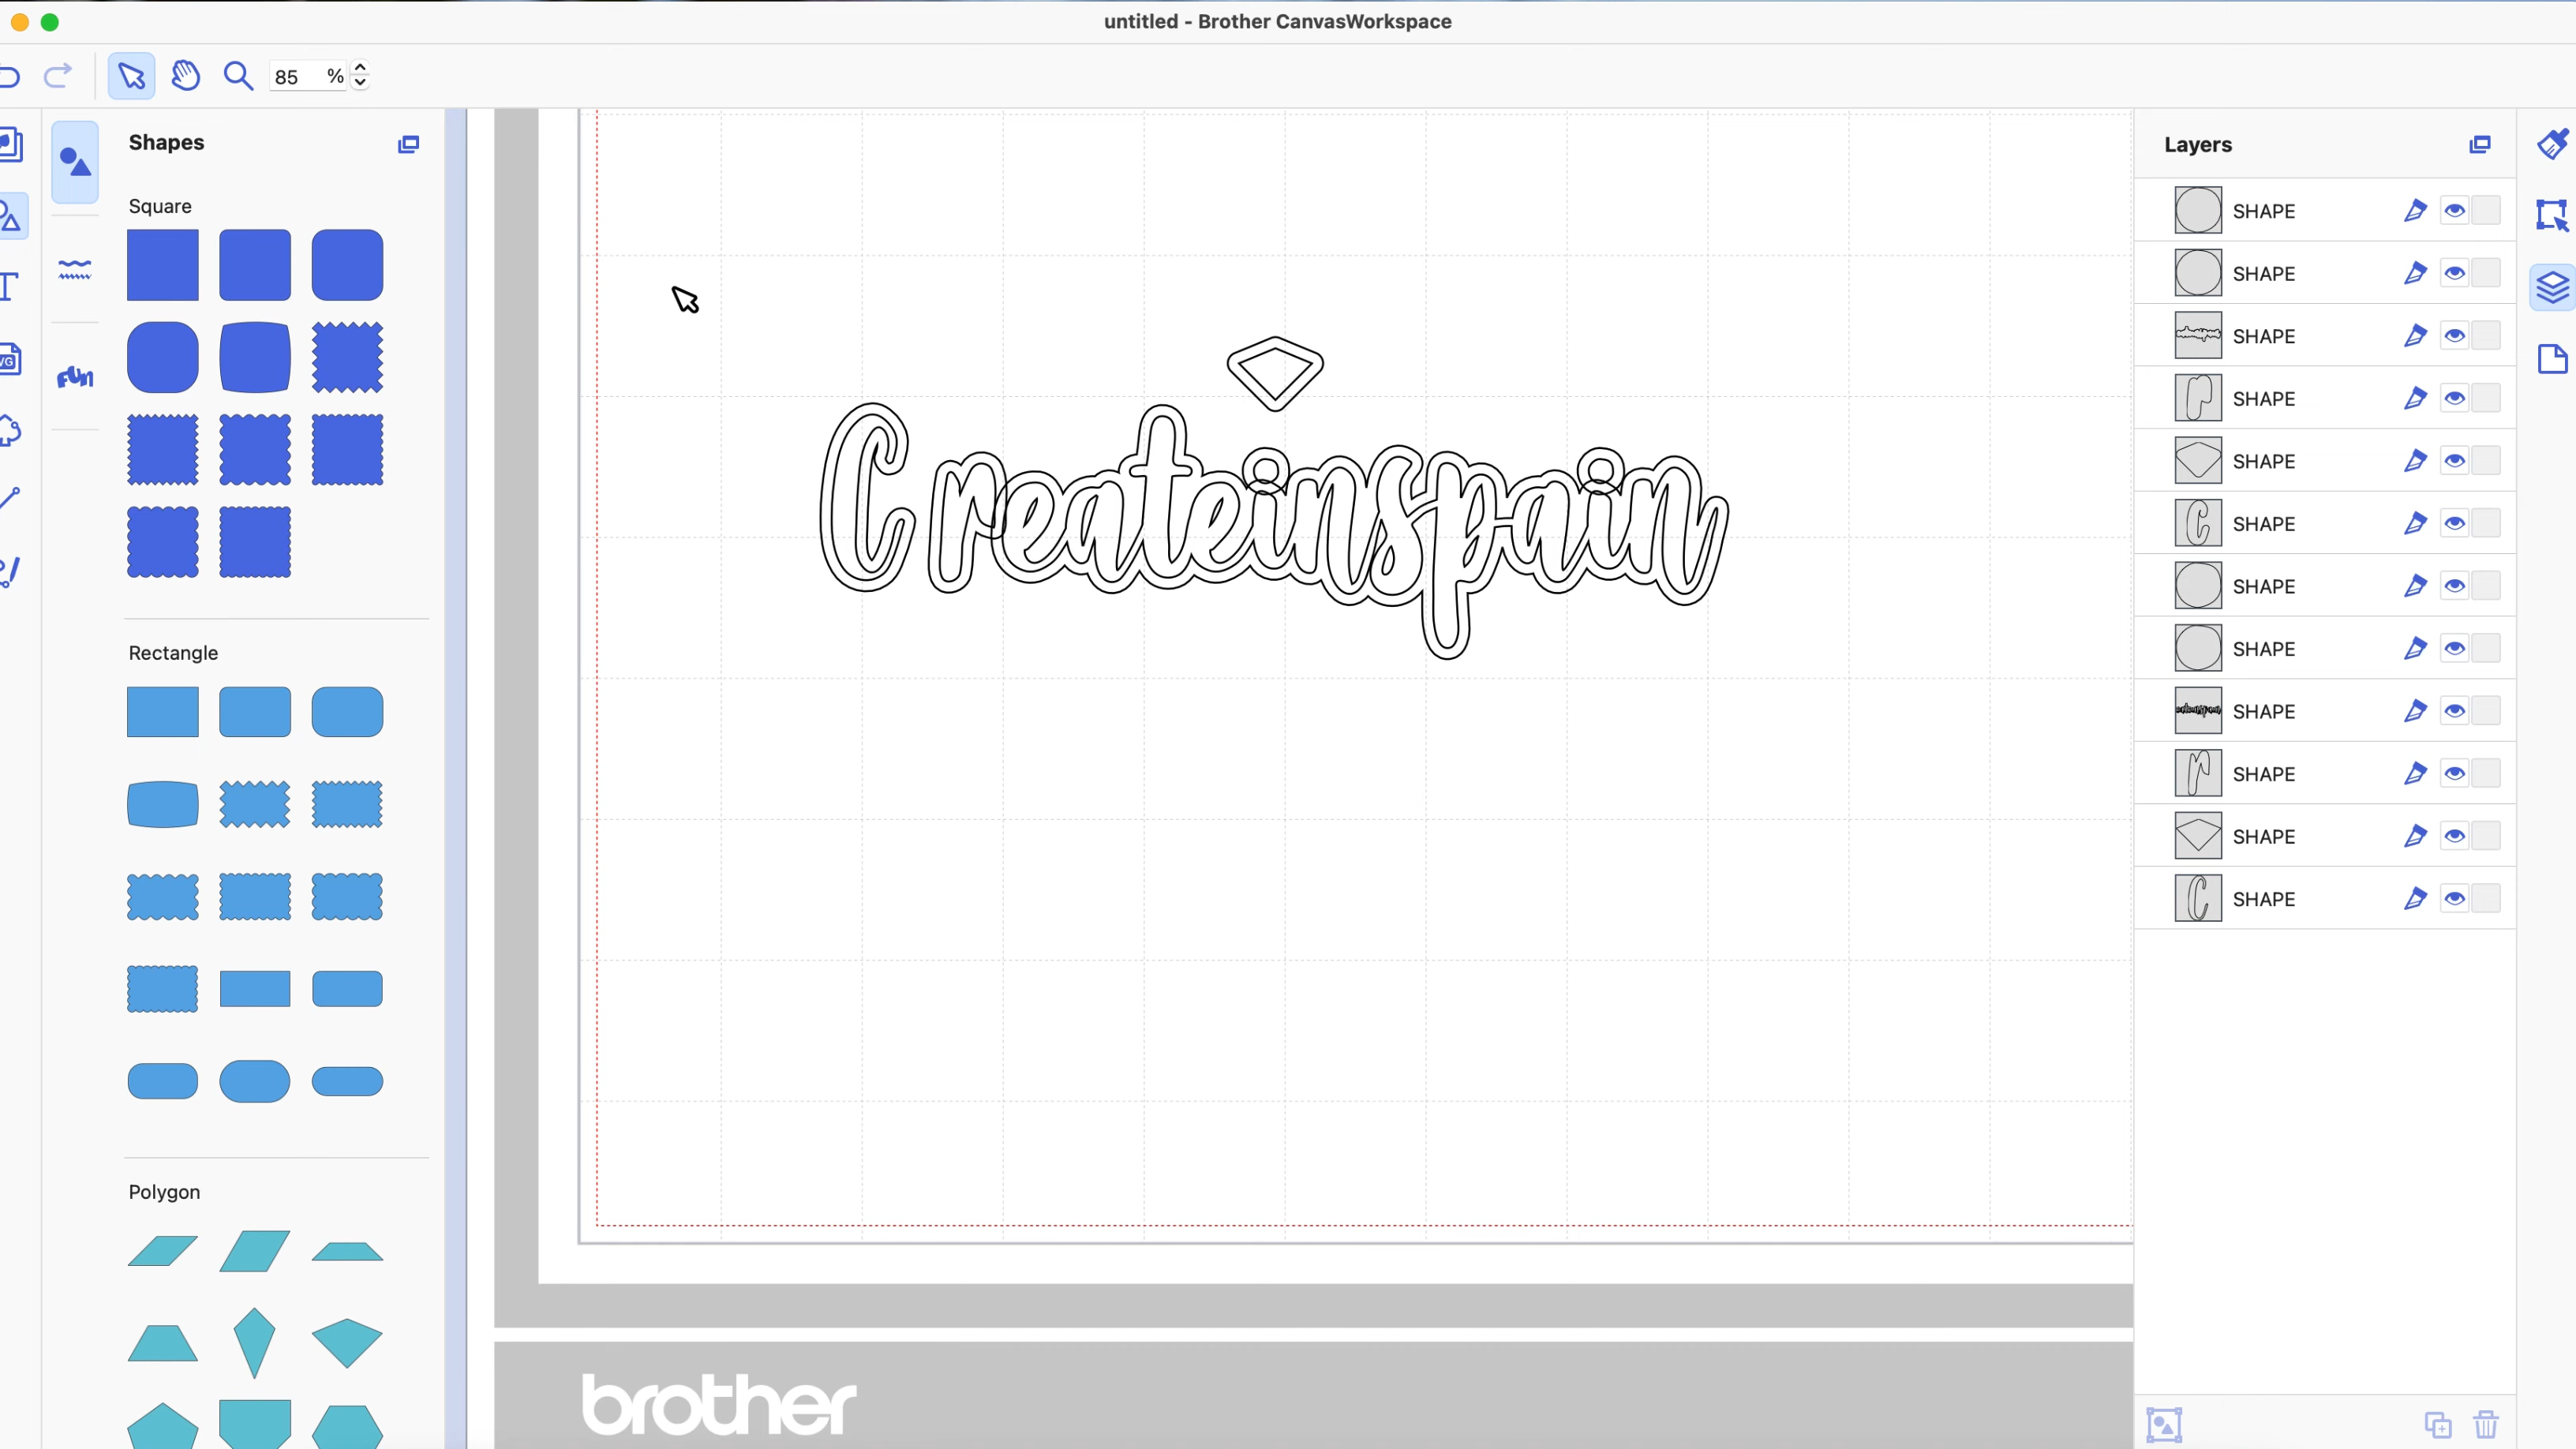 untitled - Brother CanvasWorkspace
85 %
Shapes
Square
Fun
Rectangle
Polygon
Createinspain
brother
Layers
SHAPE
SHAPE
SHAPE
SHAPE
SHAPE
SHAPE
SHAPE
SHAPE
SHAPE
SHAPE
SHAPE
SHAPE